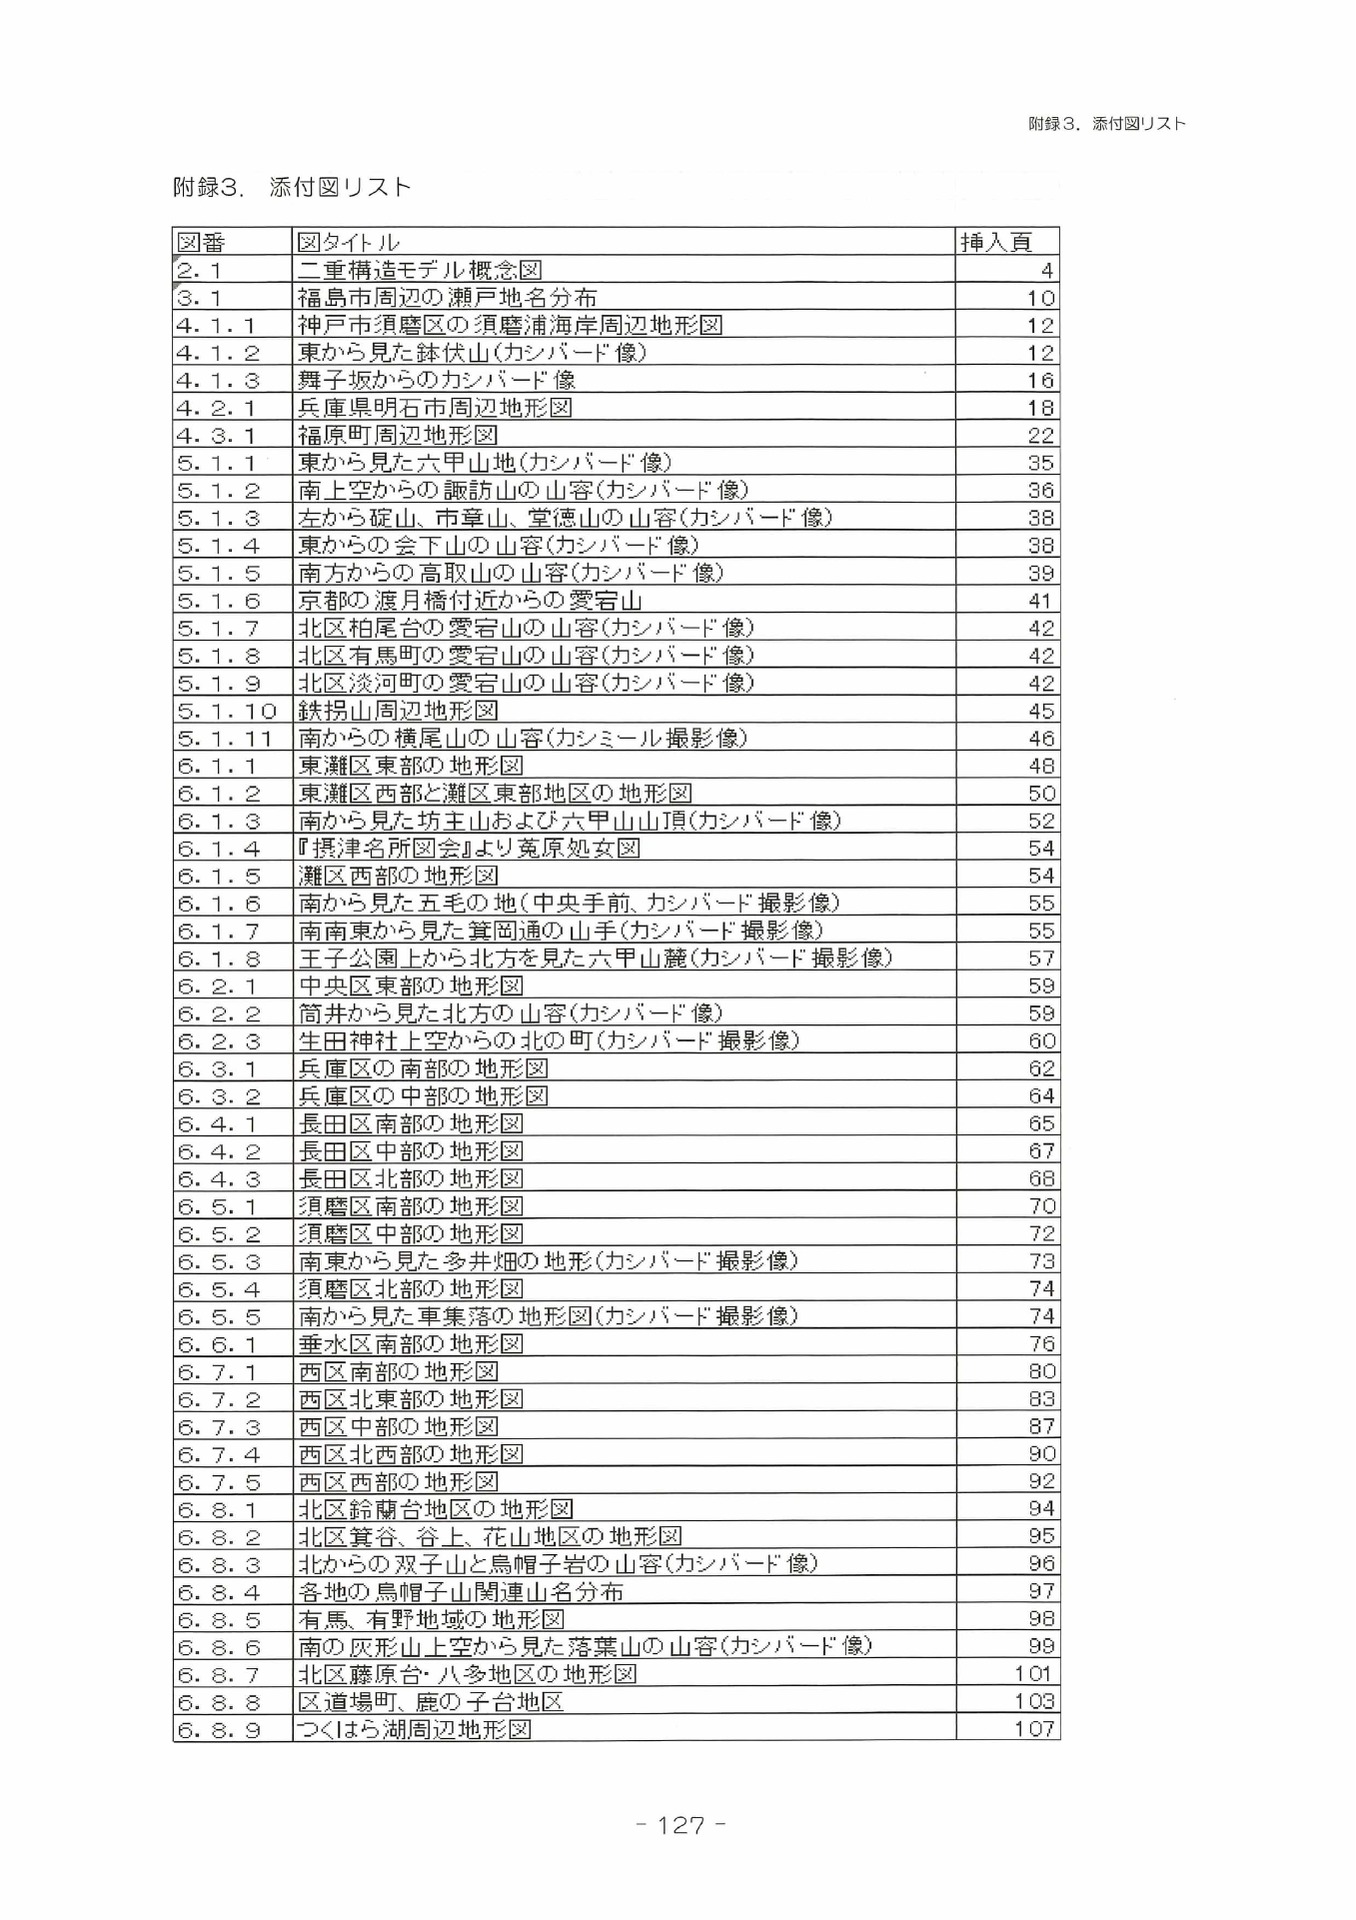 附録3. 添付図リスト
附録3. 添付図リスト
図番 図タイトル 挿入頁
2. 1 二重構造モデル概念図 4
3. 1 福島市周辺の瀬戸地名分布 10
4. 1. 1 神戸市須磨区の須磨浦海岸周辺地形図 12
4. 1. 2 東から見た鉢伏山(カシバード像) 12
4. 1. 3 舞子坂からのカシバード像 16
4. 2. 1 兵庫県明石市周辺地形図 18
4. 3. 1 福原町周辺地形図 22
5. 1. 1 東から見た六甲山地(カシバード像) 35
5. 1. 2 南上空からの諏訪山の山容(カシバード像) 36
5. 1. 3 左から碇山、市章山、堂徳山の山容(カシバード像) 38
5. 1. 4 東からの会下山の山容(カシバード像) 38
5. 1. 5 南方からの高取山の山容(カシバード像) 39
5. 1. 6 京都の渡月橋付近からの愛宕山 41
5. 1. 7 北区柏尾台の愛宕山の山容(カシバード像) 42
5. 1. 8 北区有馬町の愛宕山の山容(カシバード像) 42
5. 1. 9 北区淡河町の愛宕山の山容(カシバード像) 42
5. 1. 10 鉄拐山周辺地形図 45
5. 1. 11 南からの横尾山の山容(カシミール撮影像) 46
6. 1. 1 東灘区東部の地形図 48
6. 1. 2 東灘区西部と灘区東部地区の地形図 50
6. 1. 3 南から見た坊主山および六甲山山頂(カシバード像) 52
6. 1. 4 『摂津名所図会』より菟原処女図 54
6. 1. 5 灘区西部の地形図 54
6. 1. 6 南から見た五毛の地(中央手前、カシバード撮影像) 55
6. 1. 7 南南東から見た箕岡通の山手(カシバード撮影像) 55
6. 1. 8 王子公園上から北方を見た六甲山麓(カシバード撮影像) 57
6. 2. 1 中央区東部の地形図 59
6. 2. 2 筒井から見た北方の山容(カシバード像) 59
6. 2. 3 生田神社上空からの北の町(カシバード撮影像) 60
6. 3. 1 兵庫区の南部の地形図 62
6. 3. 2 兵庫区の中部の地形図 64
6. 4. 1 長田区南部の地形図 65
6. 4. 2 長田区中部の地形図 67
6. 4. 3 長田区北部の地形図 68
6. 5. 1 須磨区南部の地形図 70
6. 5. 2 須磨区中部の地形図 72
6. 5. 3 南東から見た多井畑の地形(カシバード撮影像) 73
6. 5. 4 須磨区北部の地形図 74
6. 5. 5 南から見た車集落の地形図(カシバード撮影像) 74
6. 6. 1 垂水区南部の地形図 76
6. 7. 1 西区南部の地形図 80
6. 7. 2 西区北東部の地形図 83
6. 7. 3 西区中部の地形図 87
6. 7. 4 西区北西部の地形図 90
6. 7. 5 西区西部の地形図 92
6. 8. 1 北区鈴蘭台地区の地形図 94
6. 8. 2 北区箕谷、谷上、花山地区の地形図 95
6. 8. 3 北からの双子山と烏帽子岩の山容(カシバード像) 96
6. 8. 4 各地の烏帽子山関連山名分布 97
6. 8. 5 有馬、有野地域の地形図 98
6. 8. 6 南の灰形山上空から見た落葉山の山容(カシバード像) 99
6. 8. 7 北区藤原台・八多地区の地形図 101
6. 8. 8 区道場町、鹿の子台地区 103
6. 8. 9 つくはら湖周辺地形図 107
- 127 -